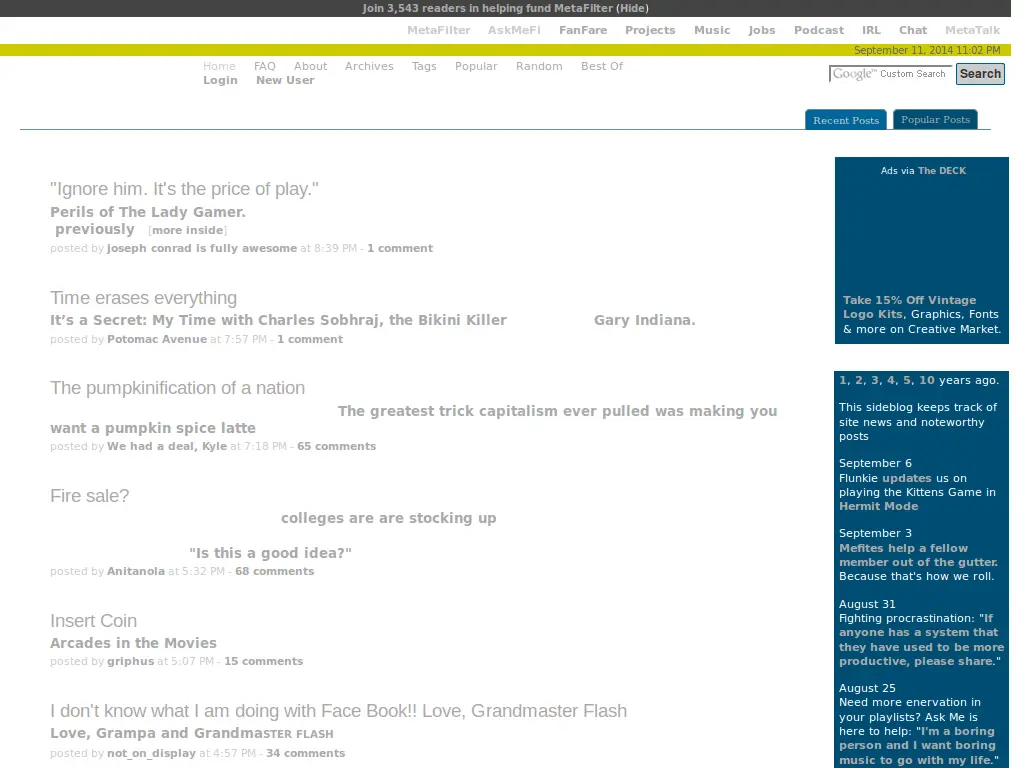 Join 3,543 readers in helping fund MetaFilter (Hide)
MetaFilter AskMeFi FanFare Projects Music Jobs Podcast IRL Chat MetaTalk
September 11, 2014 11:02 PM
Home FAQ About Archives Tags Popular Random Best Of
Login New User
Google™ Custom Search Search
Recent Posts Popular Posts
"Ignore him. It's the price of play."
Perils of The Lady Gamer.
previously [more inside]
posted by joseph conrad is fully awesome at 8:39 PM - 1 comment
Time erases everything
It’s a Secret: My Time with Charles Sobhraj, the Bikini Killer Gary Indiana.
posted by Potomac Avenue at 7:57 PM - 1 comment
The pumpkinification of a nation
The greatest trick capitalism ever pulled was making you
want a pumpkin spice latte
posted by We had a deal, Kyle at 7:18 PM - 65 comments
Fire sale?
colleges are are stocking up
"Is this a good idea?"
posted by Anitanola at 5:32 PM - 68 comments
Insert Coin
Arcades in the Movies
posted by griphus at 5:07 PM - 15 comments
I don't know what I am doing with Face Book!! Love, Grandmaster Flash
Love, Grampa and Grandmaster FLASH
posted by not_on_display at 4:57 PM - 34 comments
Ads via The DECK
Take 15% Off Vintage
Logo Kits, Graphics, Fonts
& more on Creative Market.
1, 2, 3, 4, 5, 10 years ago.
This sideblog keeps track of
site news and noteworthy
posts
September 6
Flunkie updates us on
playing the Kittens Game in
Hermit Mode
September 3
Mefites help a fellow
member out of the gutter.
Because that's how we roll.
August 31
Fighting procrastination: "If
anyone has a system that
they have used to be more
productive, please share."
August 25
Need more enervation in
your playlists? Ask Me is
here to help: "I'm a boring
person and I want boring
music to go with my life."